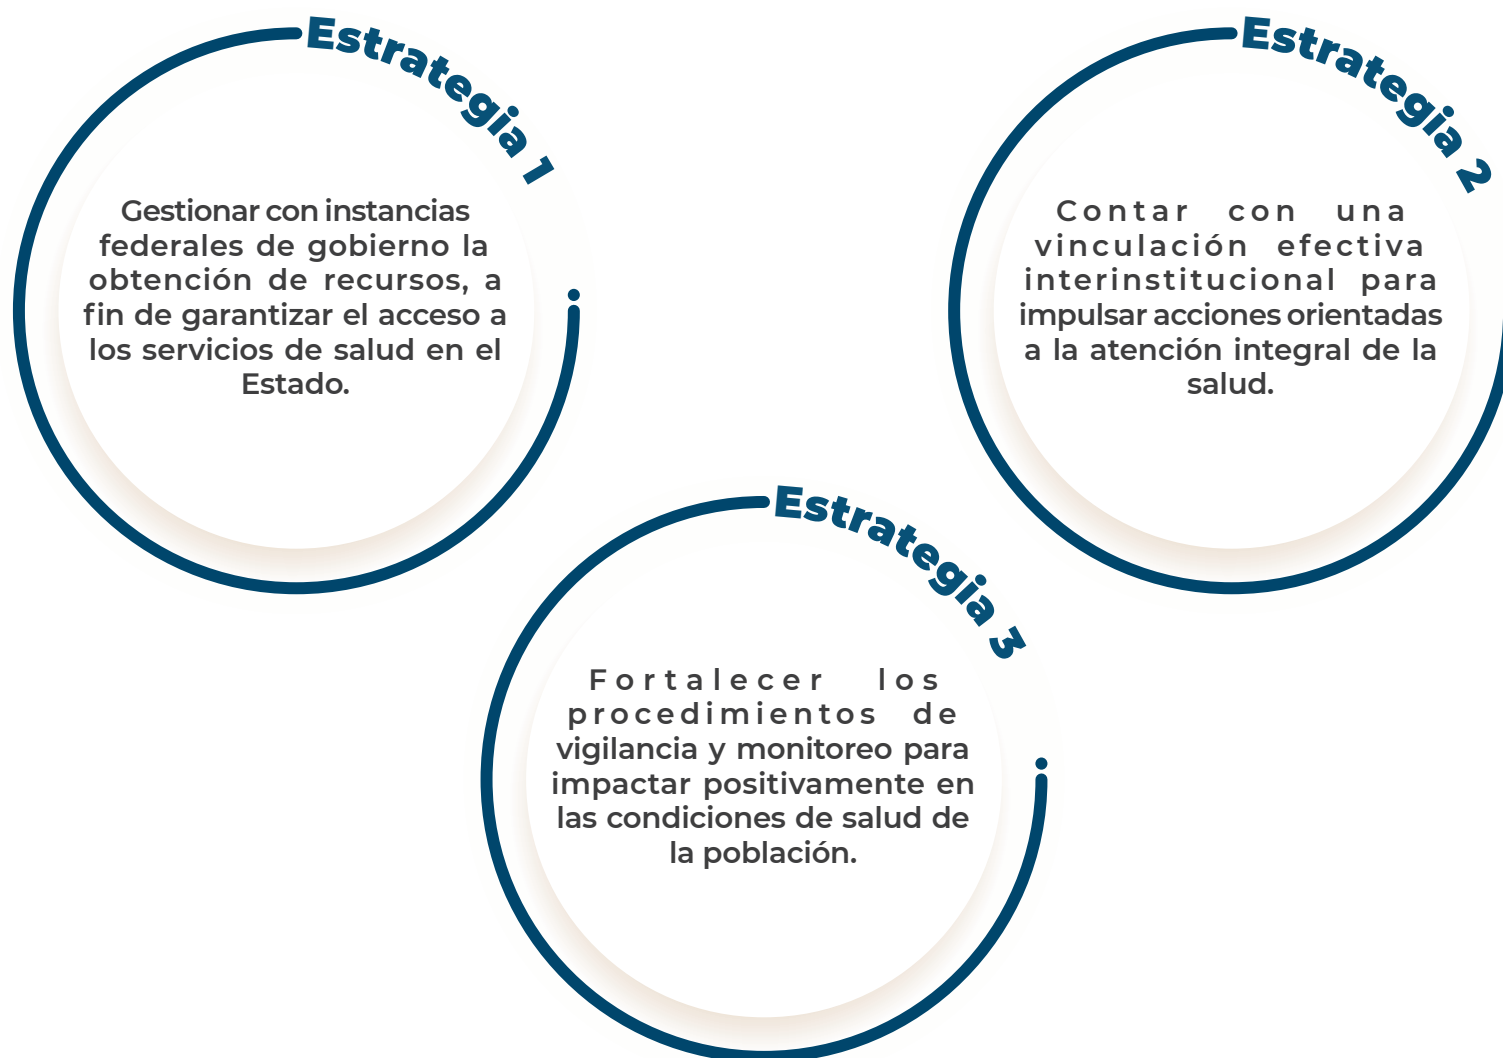 Estrategia 1
Gestionar con instancias
federales de gobierno la
obtención de recursos, a
fin de garantizar el acceso a
los servicios de salud en el
Estado.
Estrategia 2
Contar con una
vinculación efectiva
interinstitucional para
impulsar acciones orientadas
a la atención integral de la
salud.
Estrategia 3
Fortalecer los
procedimientos de
vigilancia y monitoreo para
impactar positivamente en
las condiciones de salud de
la población.